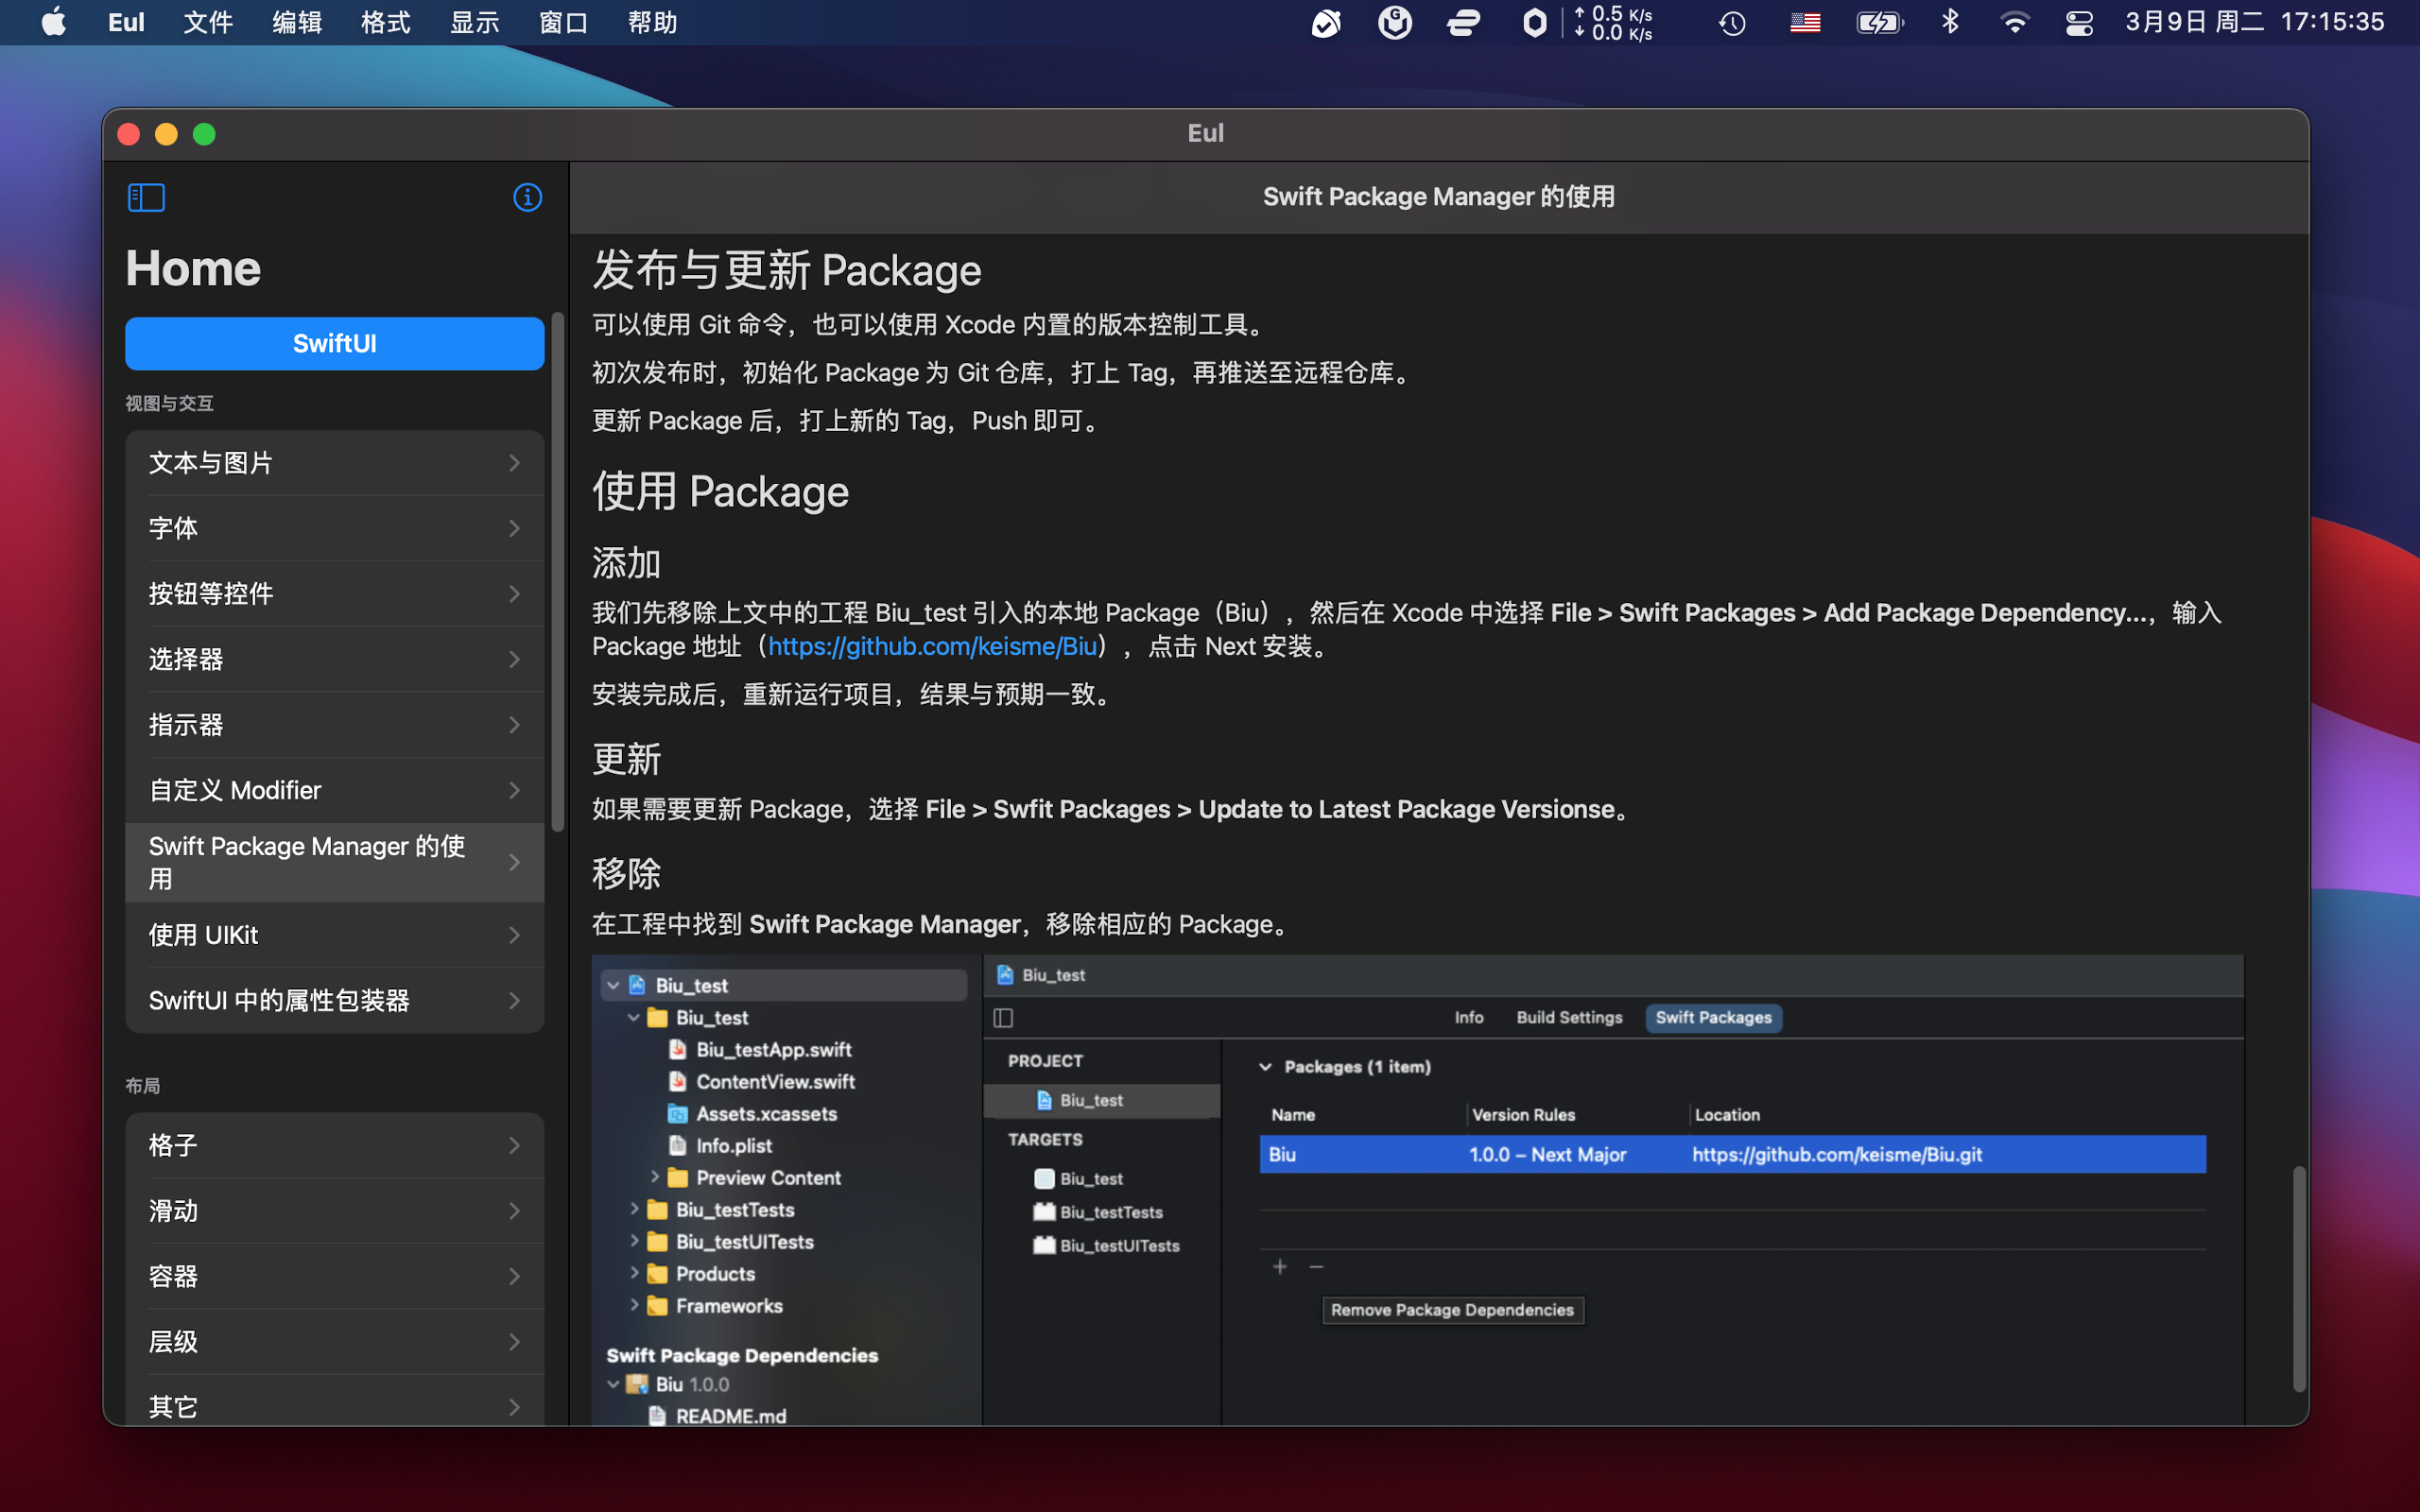 Eul 文件 编辑 格式 显示 窗口 帮助
0.5 K/s
0.0 K/s
3月9日 周二 17:15:35
Eul
Home
SwiftUI
视图与交互
文本与图片
字体
按钮等控件
选择器
指示器
自定义 Modifier
Swift Package Manager 的使
用
使用 UIKit
SwiftUI 中的属性包装器
布局
格子
滑动
容器
层级
其它
Swift Package Manager 的使用
发布与更新 Package
可以使用 Git 命令，也可以使用 Xcode 内置的版本控制工具。
初次发布时，初始化 Package 为 Git 仓库，打上 Tag，再推送至远程仓库。
更新 Package 后，打上新的 Tag，Push 即可。
使用 Package
添加
我们先移除上文中的工程 Biu_test 引入的本地 Package（Biu），然后在 Xcode 中选择 File > Swift Packages > Add Package Dependency...，输入
Package 地址（https://github.com/keisme/Biu），点击 Next 安装。
安装完成后，重新运行项目，结果与预期一致。
更新
如果需要更新 Package，选择 File > Swfit Packages > Update to Latest Package Versionse。
移除
在工程中找到 Swift Package Manager，移除相应的 Package。
Biu_test
Biu_test
Biu_testApp.swift
ContentView.swift
Assets.xcassets
Info.plist
Preview Content
Biu_testTests
Biu_testUITests
Products
Frameworks
Swift Package Dependencies
Biu 1.0.0
README.md
Biu_test
Info Build Settings Swift Packages
PROJECT
Biu_test
TARGETS
Biu_test
Biu_testTests
Biu_testUITests
Packages (1 item)
Name Version Rules Location
Biu 1.0.0 – Next Major https://github.com/keisme/Biu.git
Remove Package Dependencies